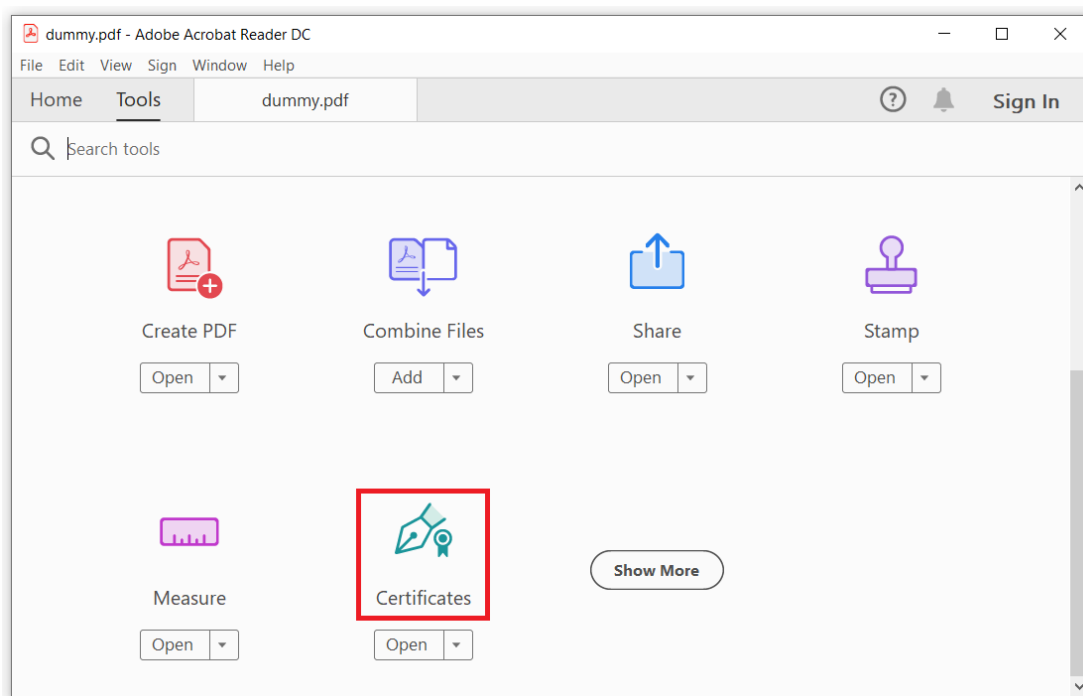 dummy.pdf - Adobe Acrobat Reader DC
File Edit View Sign Window Help
Home Tools dummy.pdf Sign In
Search tools
Create PDF Combine Files Share Stamp
Open Add Open Open
Measure Certificates Show More
Open Open